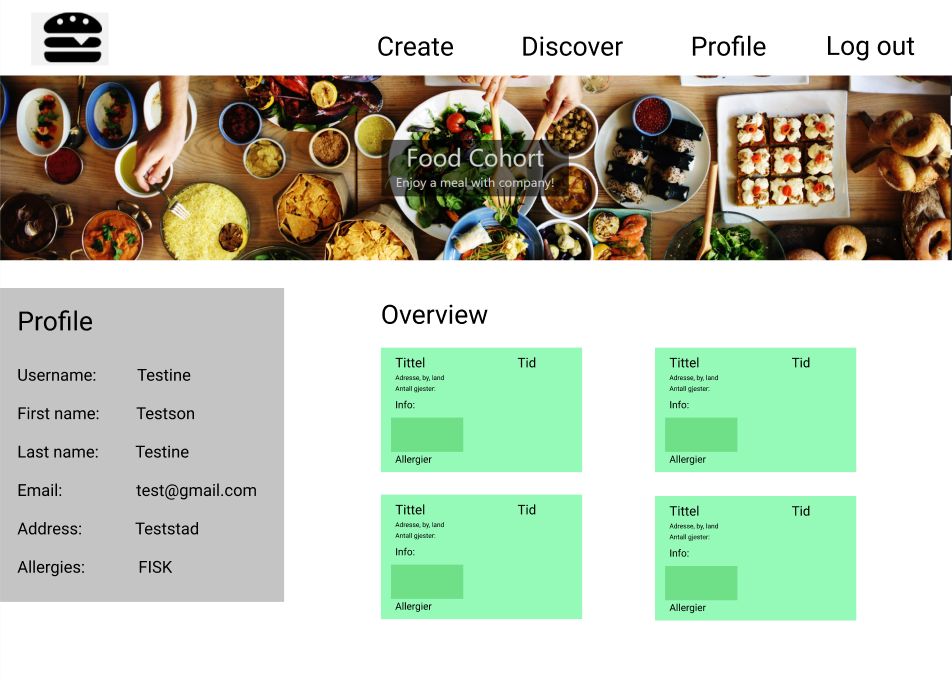 Create Discover Profile Log out
Food Cohort
Enjoy a meal with company!
Profile
Username: Testine
First name: Testson
Last name: Testine
Email: test@gmail.com
Address: Teststad
Allergies: FISK
Overview
Tittel Tid
Adresse, by, land
Antall gjester:
Info:
Allergier
Tittel Tid
Adresse, by, land
Antall gjester:
Info:
Allergier
Tittel Tid
Adresse, by, land
Antall gjester:
Info:
Allergier
Tittel Tid
Adresse, by, land
Antall gjester:
Info:
Allergier